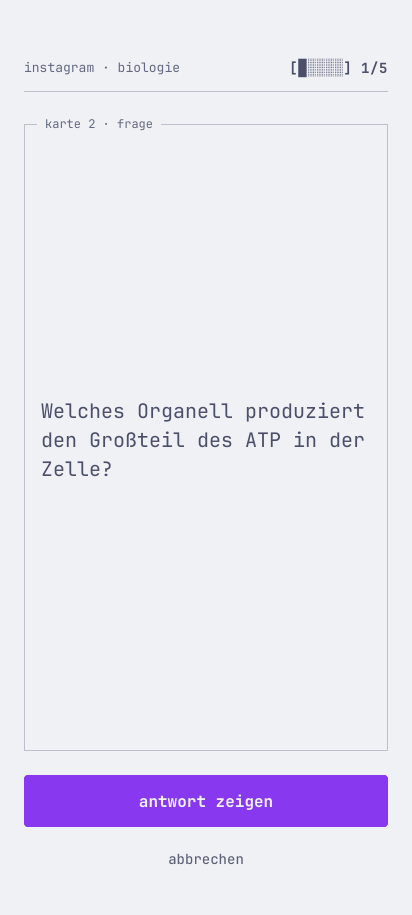 instagram · biologie
[█░░░░] 1/5
karte 2 · frage
Welches Organell produziert
den Großteil des ATP in der
Zelle?
antwort zeigen
abbrechen